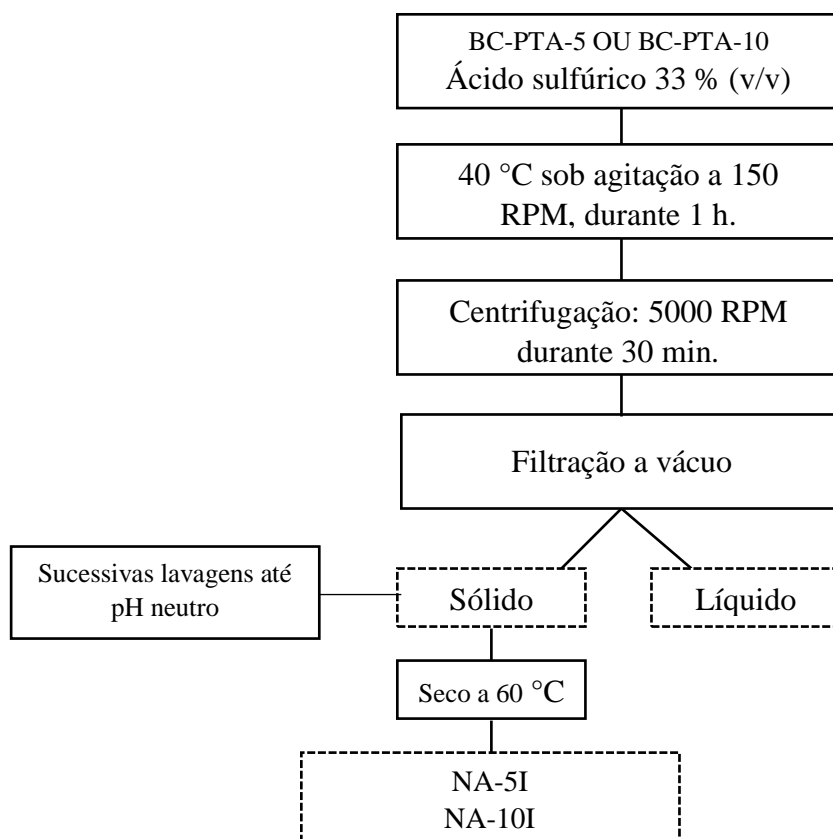 BC-PTA-5 OU BC-PTA-10
Ácido sulfúrico 33 % (v/v)
40 °C sob agitação a 150
RPM, durante 1 h.
Centrifugação: 5000 RPM
durante 30 min.
Filtração a vácuo
Sucessivas lavagens até
pH neutro
Sólido
Líquido
Seco a 60 °C
NA-5I
NA-10I